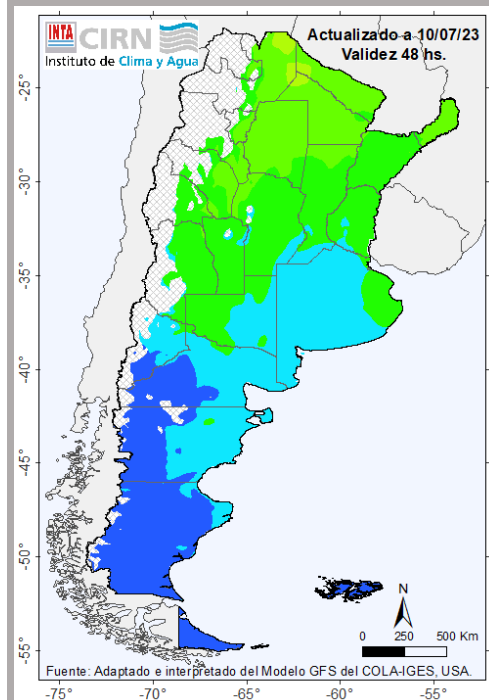 INTA CIRN
Instituto de Clima y Agua
Actualizado a 10/07/23
Validez 48 hs.
-25°
-30°
-35°
-40°
-45°
-50°
-55°
N
0 250 500 Km
Fuente: Adaptado e interpretado del Modelo GFS del COLA-IGES, USA.
-75° -70° -65° -60° -55°